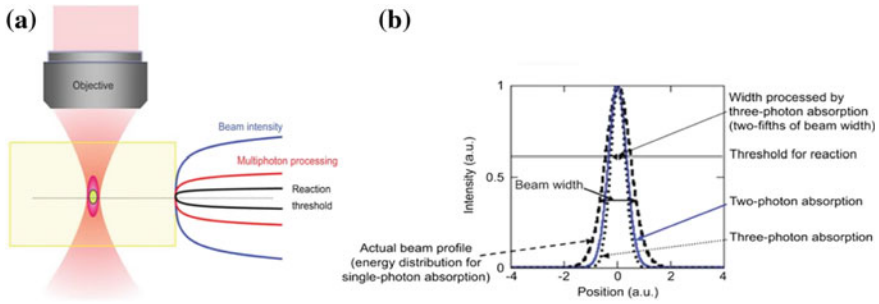 (a)
Objective
Beam intensity
Multiphoton processing
Reaction
threshold
(b)
Intensity (a.u.)
1
0.5
0
-4
-2
0
2
4
Position (a.u.)
Beam width
Actual beam profile
(energy distribution for
single-photon absorption)
Width processed by
three-photon absorption
(two-fifths of beam width)
Threshold for reaction
Two-photon absorption
Three-photon absorption